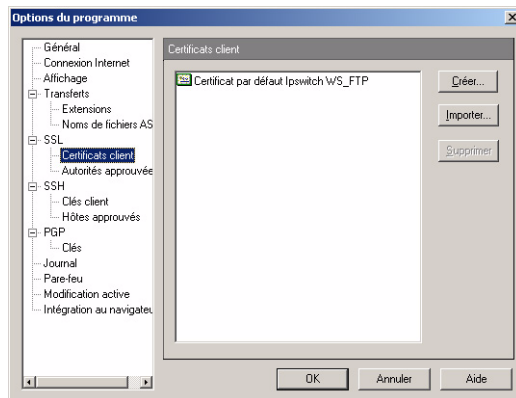 Options du programme
Général
Connexion Internet
Affichage
Transferts
Extensions
Noms de fichiers AS
SSL
Certificats client
Autorités approuvée
SSH
Clés client
Hôtes approuvés
PGP
Clés
Journal
Pare-feu
Modification active
Intégration au navigateu
Certificats client
Certificat par défaut Ipswitch WS_FTP
Créer...
Importer...
Supprimer
OK
Annuler
Aide